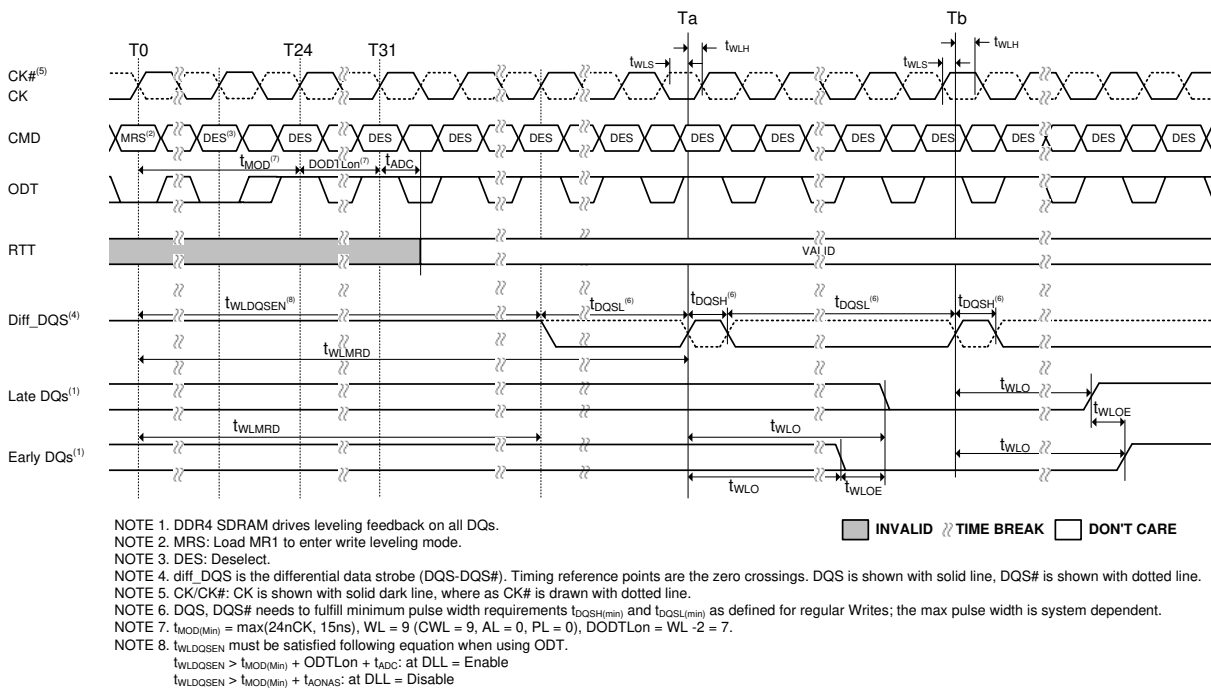 Ta Tb
T0 T24 T31 tWLS tWLH tWLS tWLH
CK#(5)
CK
CMD MRS(2) DES(3) DES DES DES DES DES DES DES DES DES DES DES DES
tMOD(7) DODTLon(7) tADC
ODT
RTT VALID
tWLDQSEN(8) tDQSL(6) tDQSH(6) tDQSL(6) tDQSH(6)
Diff_DQS(4)
tWLMRD
Late DQs(1) tWLO
tWLMRD tWLO tWLOE
Early DQs(1) tWLO
tWLO tWLOE
NOTE 1. DDR4 SDRAM drives leveling feedback on all DQs.
INVALID TIME BREAK DON'T CARE
NOTE 2. MRS: Load MR1 to enter write leveling mode.
NOTE 3. DES: Deselect.
NOTE 4. diff_DQS is the differential data strobe (DQS-DQS#). Timing reference points are the zero crossings. DQS is shown with solid line, DQS# is shown with dotted line.
NOTE 5. CK/CK#: CK is shown with solid dark line, where as CK# is drawn with dotted line.
NOTE 6. DQS, DQS# needs to fulfill minimum pulse width requirements tDQSH(min) and tDQSL(min) as defined for regular Writes; the max pulse width is system dependent.
NOTE 7. tMOD(Min) = max(24nCK, 15ns), WL = 9 (CWL = 9, AL = 0, PL = 0), DODTLon = WL -2 = 7.
NOTE 8. tWLDQSEN must be satisfied following equation when using ODT.
tWLDQSEN > tMOD(Min) + ODTLon + tADC: at DLL = Enable
tWLDQSEN > tMOD(Min) + tAONAS: at DLL = Disable